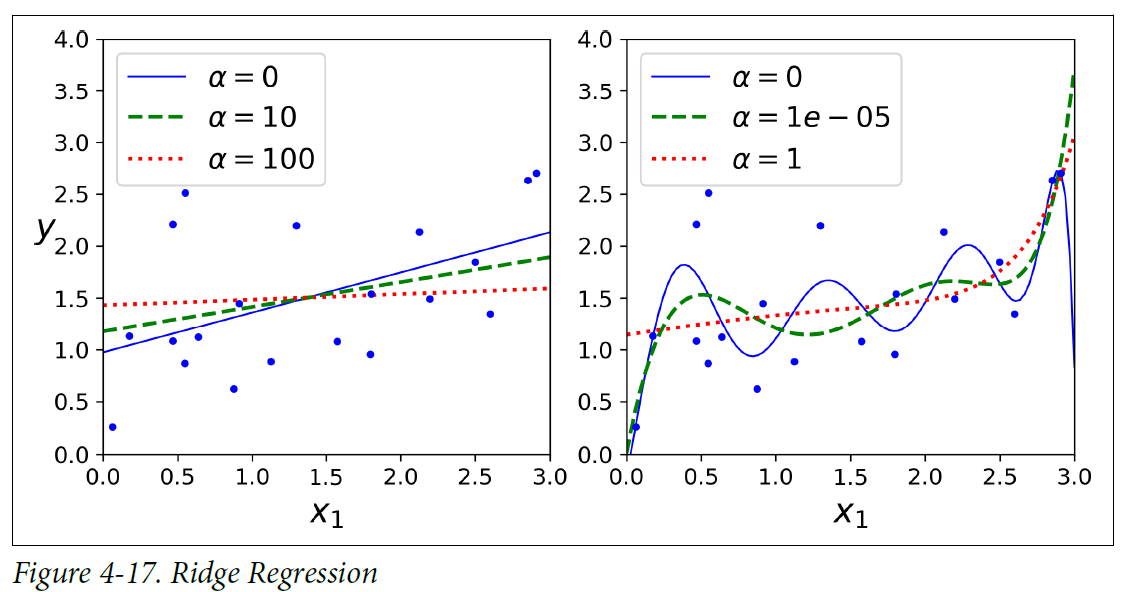 4.0
3.5
3.0
2.5
2.0
1.5
1.0
0.5
0.0
y
α = 0
α = 10
α = 100
0.0 0.5 1.0 1.5 2.0 2.5 3.0
x₁
4.0
3.5
3.0
2.5
2.0
1.5
1.0
0.5
0.0
α = 0
α = 1e − 05
α = 1
0.0 0.5 1.0 1.5 2.0 2.5 3.0
x₁
Figure 4-17. Ridge Regression